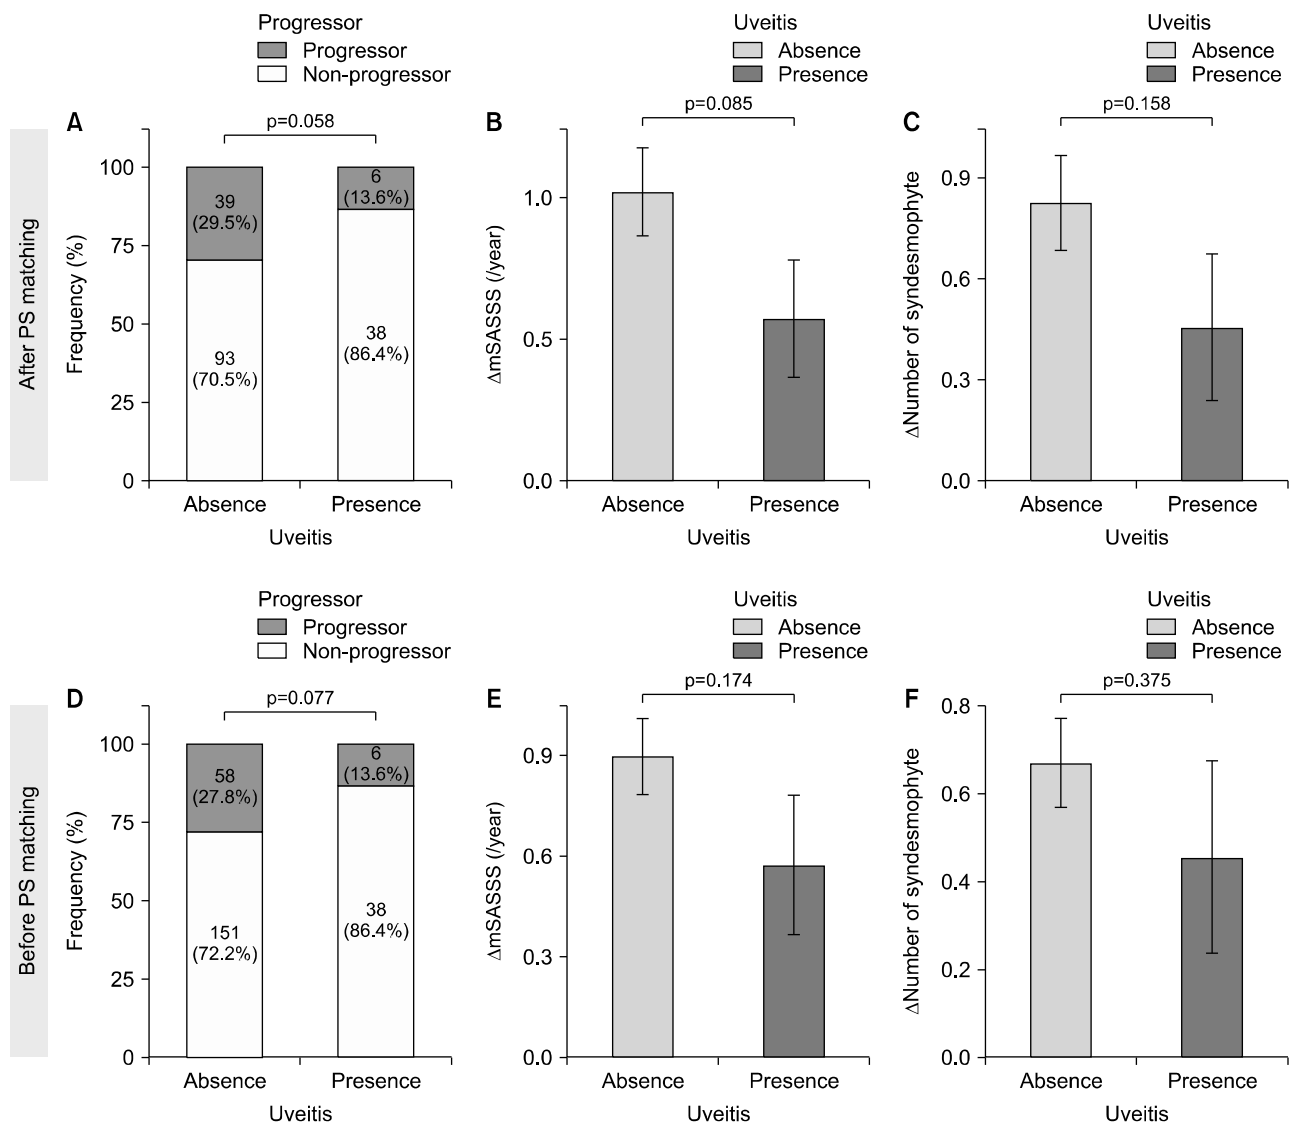 After PS matching
A
Progressor
Progressor
Non-progressor
p=0.058
Frequency (%)
100
75
50
25
0
39
(29.5%)
93
(70.5%)
6
(13.6%)
38
(86.4%)
Absence
Presence
Uveitis
B
Uveitis
Absence
Presence
p=0.085
ΔmSASSS (/year)
1.0
0.5
0.0
Absence
Presence
Uveitis
C
Uveitis
Absence
Presence
p=0.158
ΔNumber of syndesmophyte
0.9
0.6
0.3
0.0
Absence
Presence
Uveitis
Before PS matching
D
Progressor
Progressor
Non-progressor
p=0.077
Frequency (%)
100
75
50
25
0
58
(27.8%)
151
(72.2%)
6
(13.6%)
38
(86.4%)
Absence
Presence
Uveitis
E
Uveitis
Absence
Presence
p=0.174
ΔmSASSS (/year)
0.9
0.6
0.3
0.0
Absence
Presence
Uveitis
F
Uveitis
Absence
Presence
p=0.375
ΔNumber of syndesmophyte
0.8
0.6
0.4
0.2
0.0
Absence
Presence
Uveitis